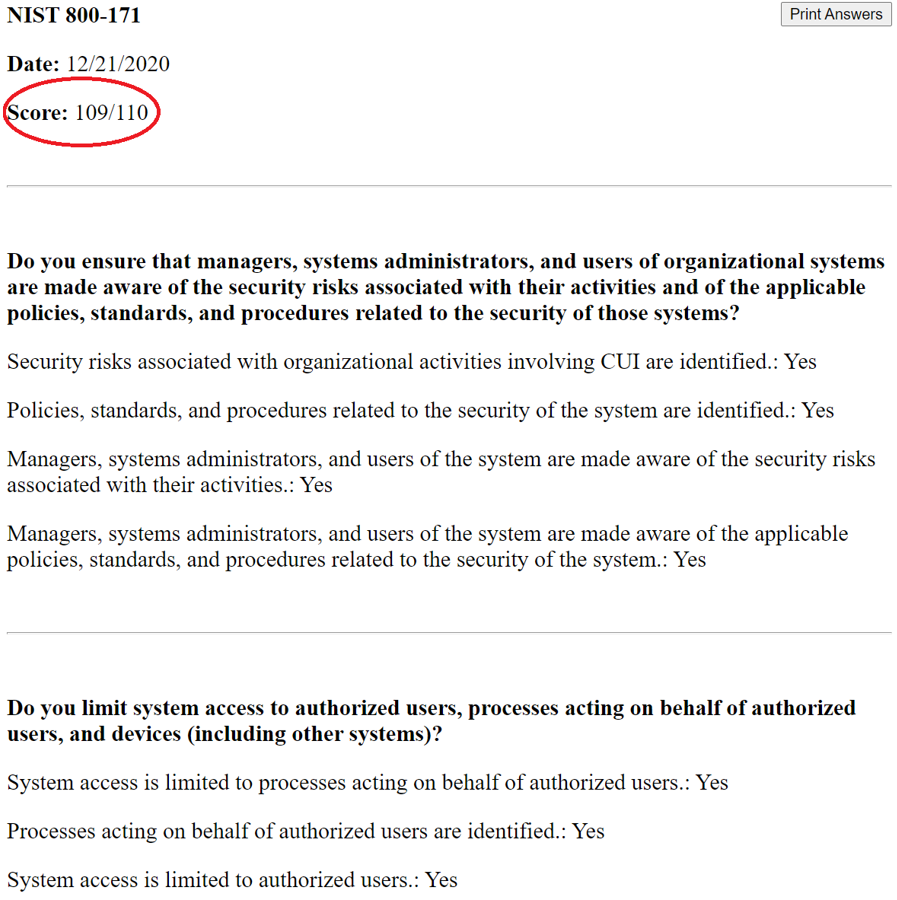 NIST 800-171
Print Answers
Date: 12/21/2020
Score: 109/110
Do you ensure that managers, systems administrators, and users of organizational systems
are made aware of the security risks associated with their activities and of the applicable
policies, standards, and procedures related to the security of those systems?
Security risks associated with organizational activities involving CUI are identified.: Yes
Policies, standards, and procedures related to the security of the system are identified.: Yes
Managers, systems administrators, and users of the system are made aware of the security risks
associated with their activities.: Yes
Managers, systems administrators, and users of the system are made aware of the applicable
policies, standards, and procedures related to the security of the system.: Yes
Do you limit system access to authorized users, processes acting on behalf of authorized
users, and devices (including other systems)?
System access is limited to processes acting on behalf of authorized users.: Yes
Processes acting on behalf of authorized users are identified.: Yes
System access is limited to authorized users.: Yes